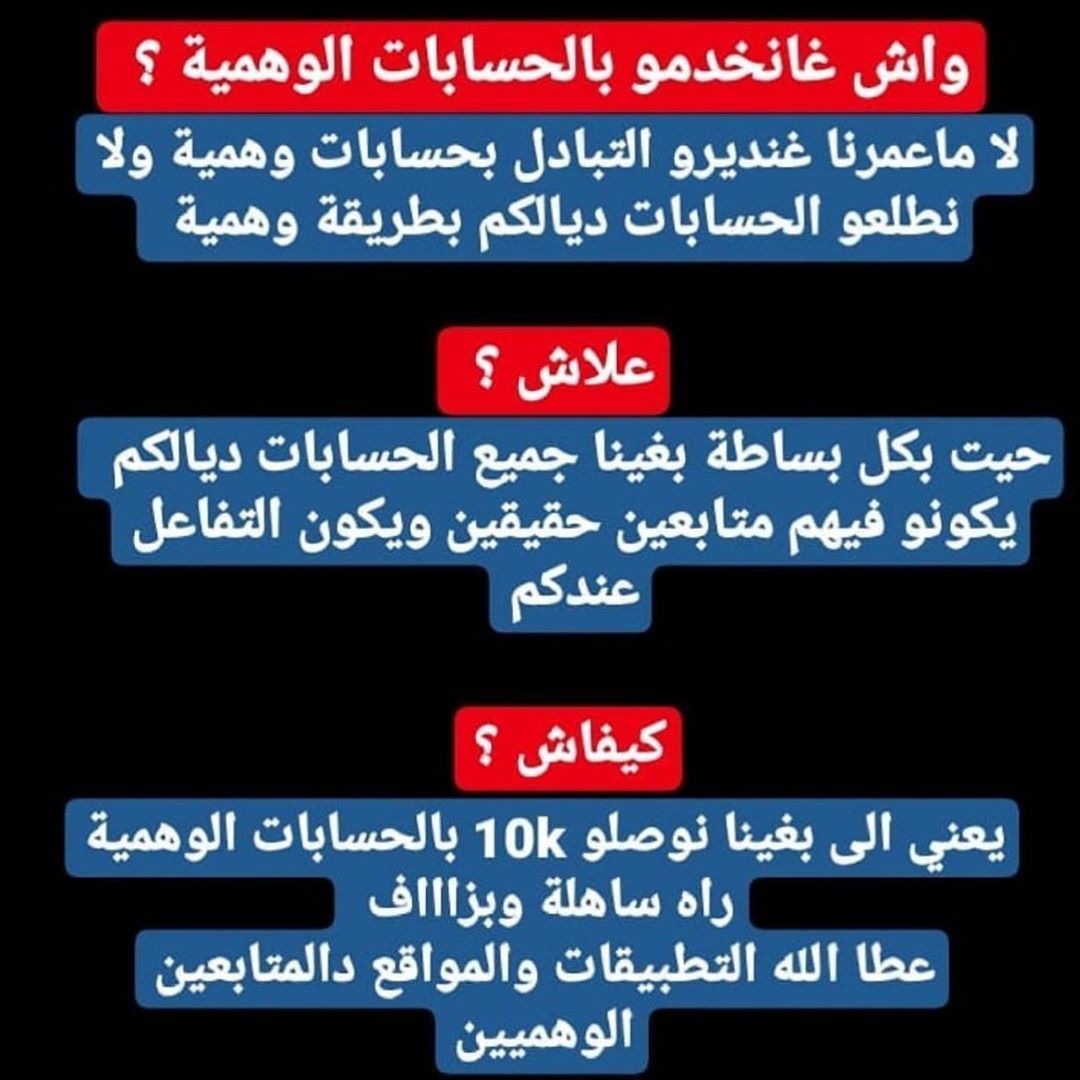 واش غانخدمو بالحسابات الوهمية ؟
لا ماعمرنا غنديرو التبادل بحسابات وهمية ولا
نطلعو الحسابات ديالكم بطريقة وهمية
علاش ؟
حيت بكل بساطة بغينا جميع الحسابات ديالكم
يكونو فيهم متابعين حقيقين ويكون التفاعل
عندكم
كيفاش ؟
يعني الى بغينا نوصلو 10k بالحسابات الوهمية
راه ساهلة وبزاااف
عطا الله التطبيقات والمواقع دالمتابعين
الوهميين